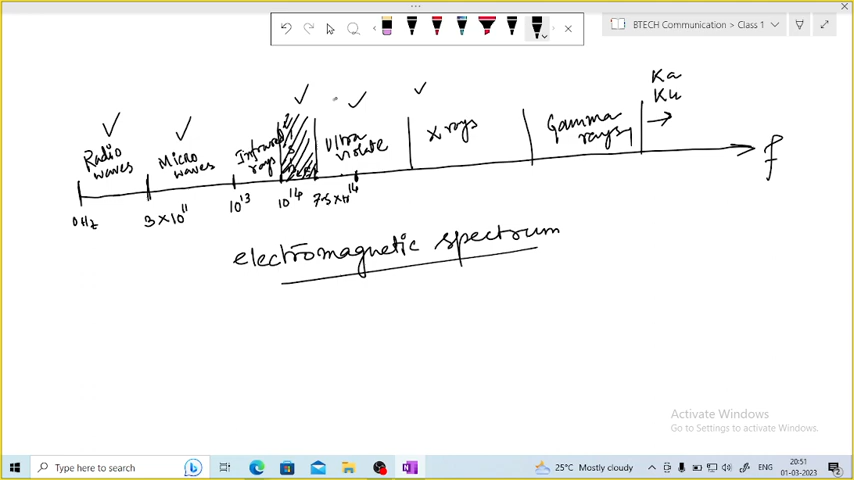 BTECH Communication > Class 1
Ka
Ku
Radio
waves
Micro
waves
Infrared
rays
Ultra
violate
X rays
Gamma
rays
f
0Hz
3×10¹¹
10¹³
10¹⁴
7.5×10¹⁴
electromagnetic spectrum
Activate Windows
Go to Settings to activate Windows.
Type here to search
25°C Mostly cloudy
ENG
20:51
01-03-2023
2